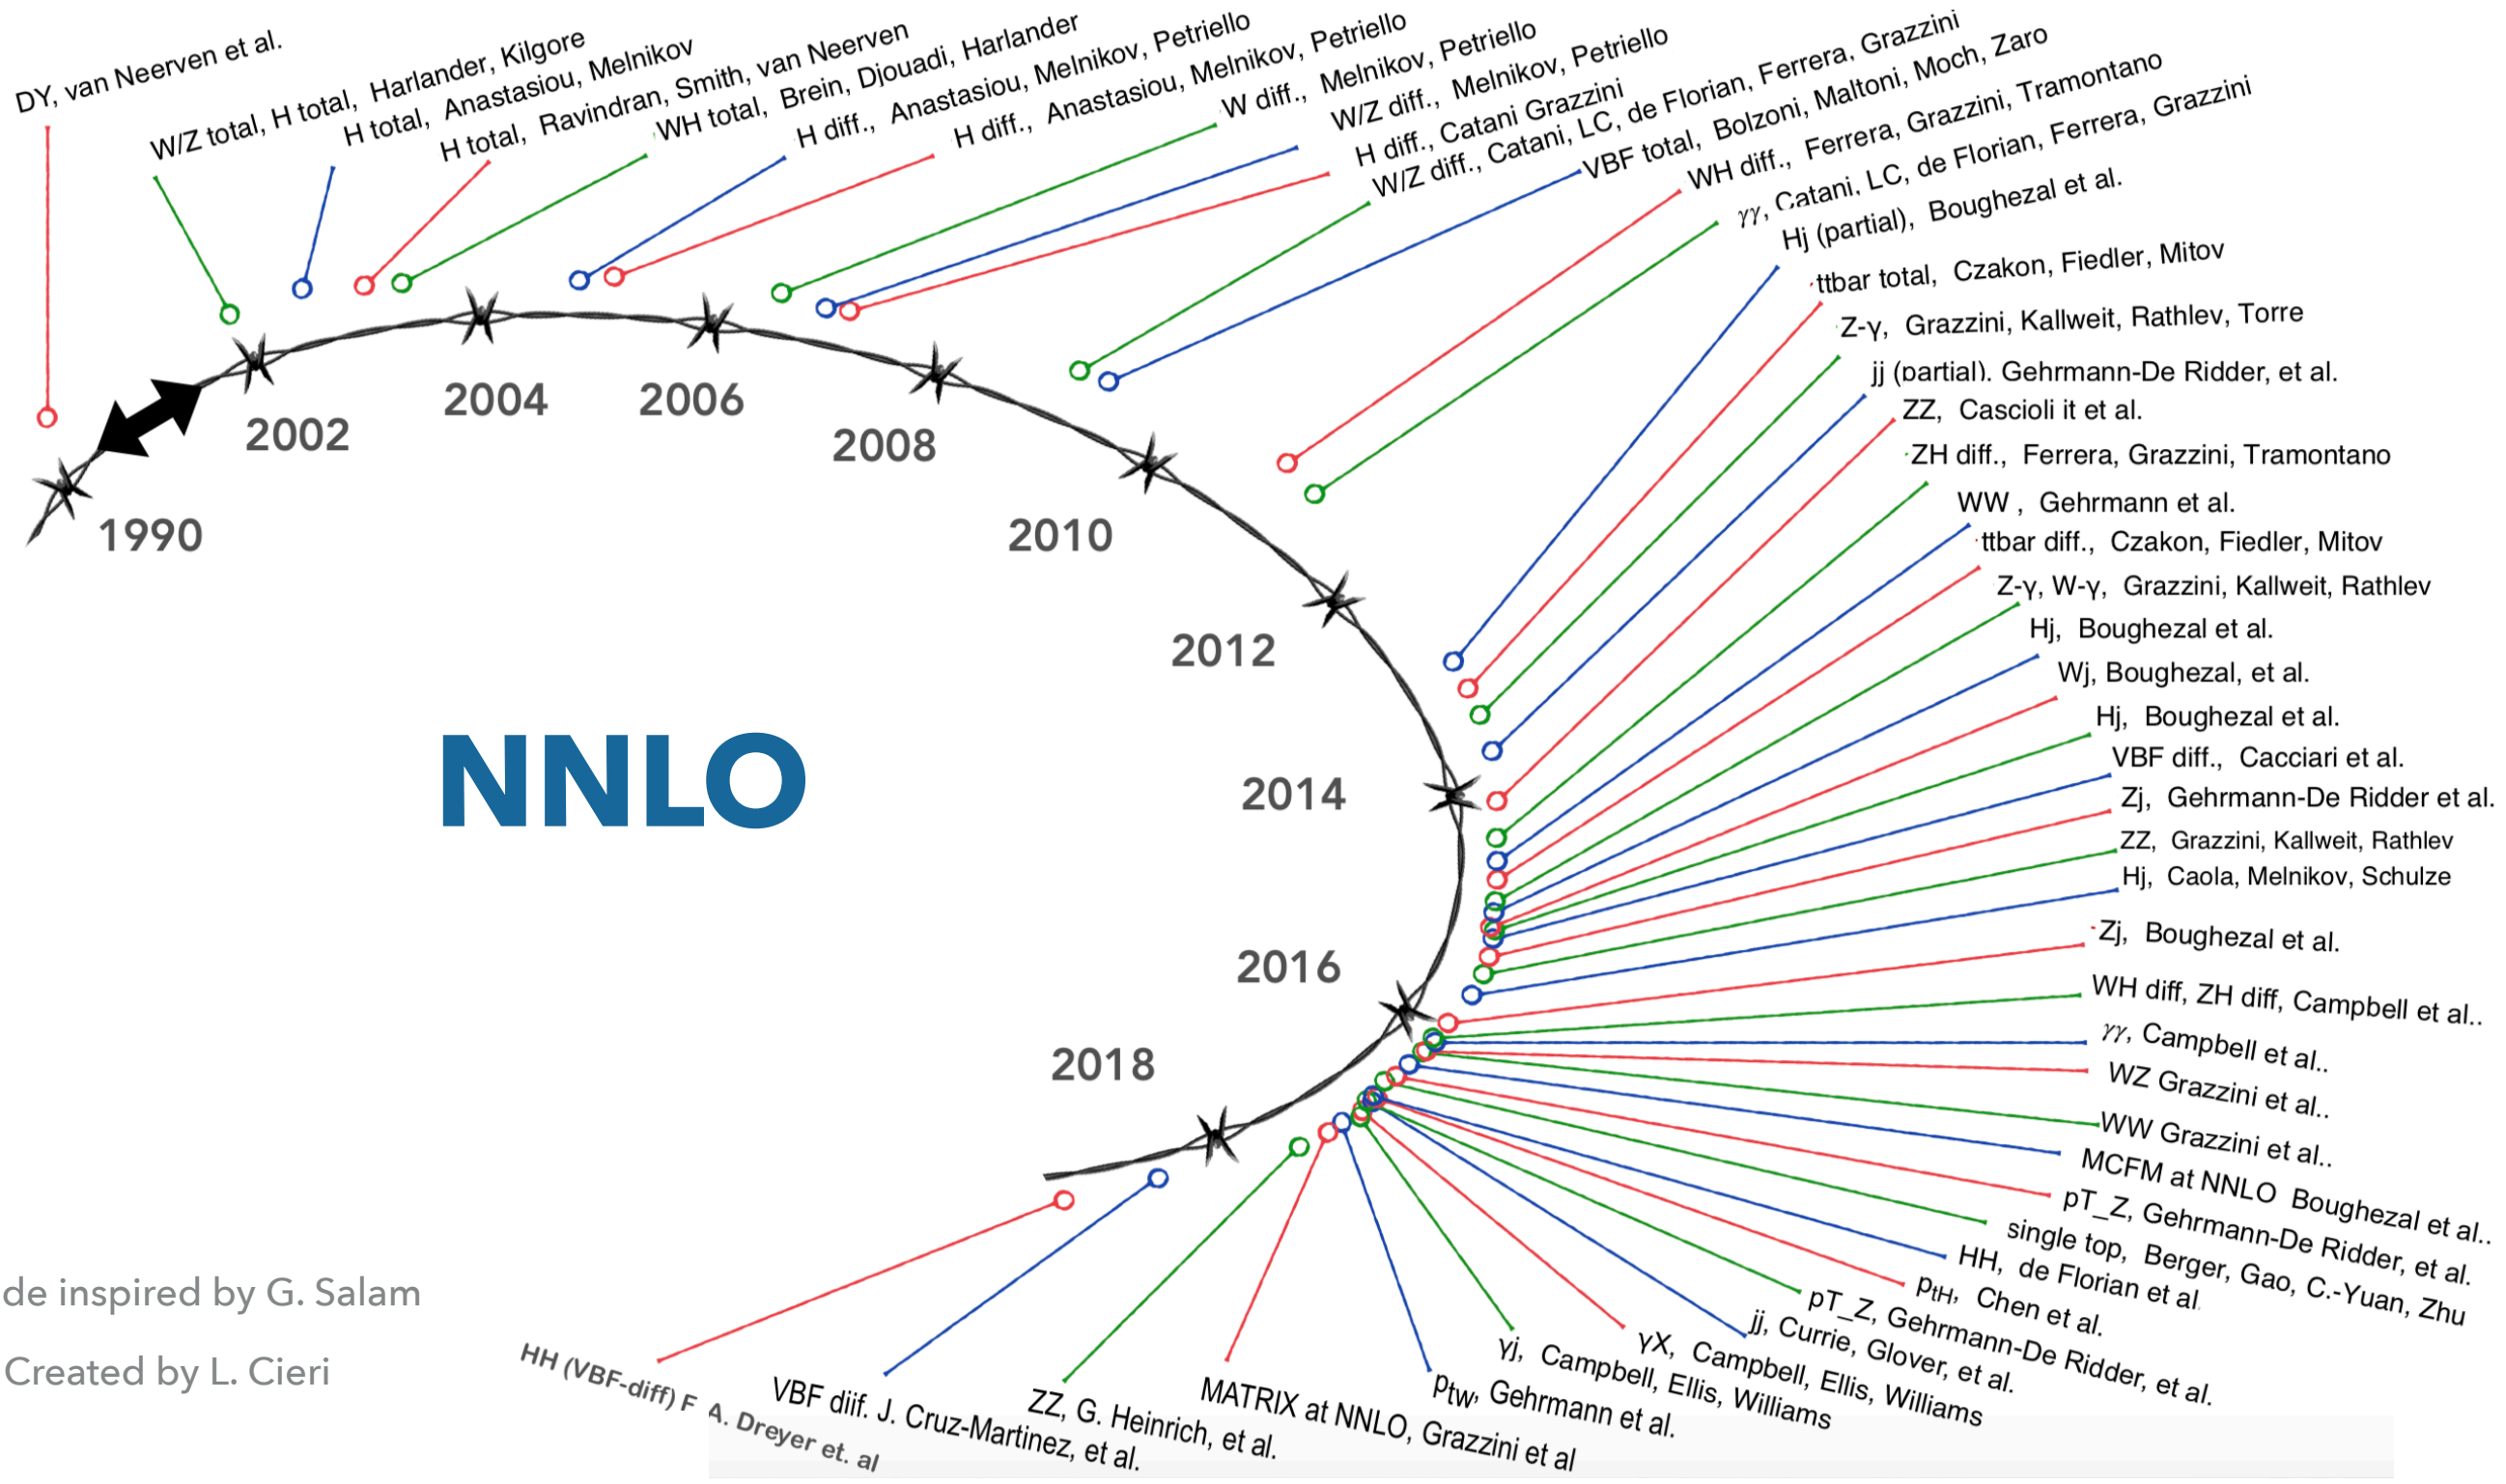 DY, van Neerven et al.
W/Z total, H total, Harlander, Kilgore
H total, Anastasiou, Melnikov
H total, Ravindran, Smith, van Neerven
WH total, Brein, Djouadi, Harlander
H diff., Anastasiou, Melnikov, Petriello
H diff., Anastasiou, Melnikov, Petriello
W diff., Melnikov, Petriello
W/Z diff., Melnikov, Petriello
H diff., Catani Grazzini
W/Z diff., Catani, LC, de Florian, Ferrera, Grazzini
VBF total, Bolzoni, Maltoni, Moch, Zaro
WH diff., Ferrera, Grazzini, Tramontano
γγ, Catani, LC, de Florian, Ferrera, Grazzini
Hj (partial), Boughezal et al.
ttbar total, Czakon, Fiedler, Mitov
Z-γ, Grazzini, Kallweit, Rathlev, Torre
jj (partial). Gehrmann-De Ridder, et al.
ZZ, Cascioli it et al.
ZH diff., Ferrera, Grazzini, Tramontano
WW , Gehrmann et al.
ttbar diff., Czakon, Fiedler, Mitov
Z-γ, W-γ, Grazzini, Kallweit, Rathlev
Hj, Boughezal et al.
Wj, Boughezal, et al.
Hj, Boughezal et al.
VBF diff., Cacciari et al.
Zj, Gehrmann-De Ridder et al.
ZZ, Grazzini, Kallweit, Rathlev
Hj, Caola, Melnikov, Schulze
Zj, Boughezal et al.
WH diff, ZH diff, Campbell et al..
γγ, Campbell et al..
WZ Grazzini et al..
WW Grazzini et al..
MCFM at NNLO Boughezal et al..
pT_Z, Gehrmann-De Ridder, et al.
single top, Berger, Gao, C.-Yuan, Zhu
HH, de Florian et al.
ptH, Chen et al.
pT_Z, Gehrmann-De Ridder, et al.
jj, Currie, Glover, et al.
γX, Campbell, Ellis, Williams
γj, Campbell, Ellis, Williams
ptW, Gehrmann et al.
MATRIX at NNLO, Grazzini et al
ZZ, G. Heinrich, et al.
VBF diif. J. Cruz-Martinez, et al.
HH (VBF-diff) F A. Dreyer et. al
1990
2002
2004
2006
2008
2010
2012
2014
2016
2018
NNLO
de inspired by G. Salam
Created by L. Cieri